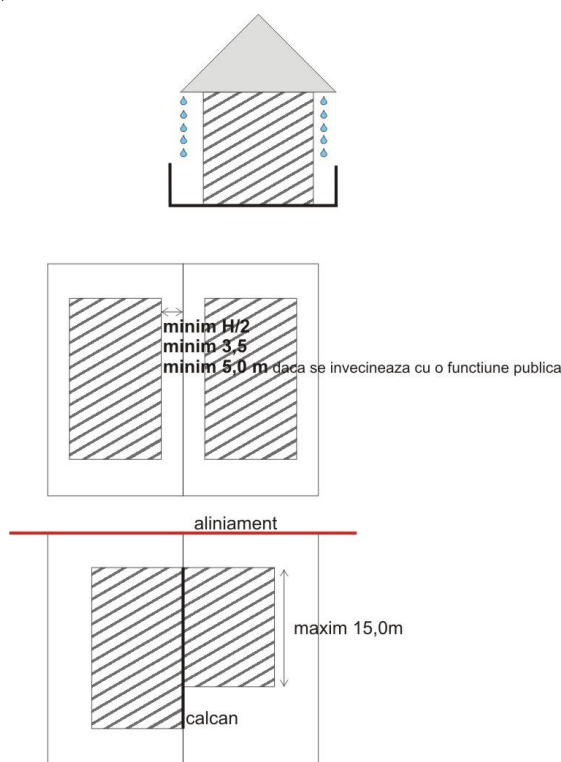 minim H/2
minim 3,5
minim 5,0 m daca se invecineaza cu o functiune publica
aliniament
maxim 15,0m
calcan